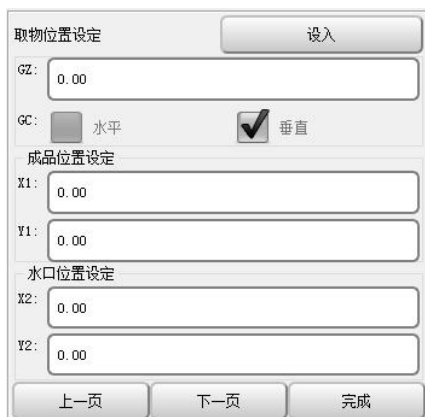 取物位置设定 设入
GZ: 0.00
GC: 水平 垂直
成品位置设定
X1: 0.00
Y1: 0.00
水口位置设定
X2: 0.00
Y2: 0.00
上一页 下一页 完成